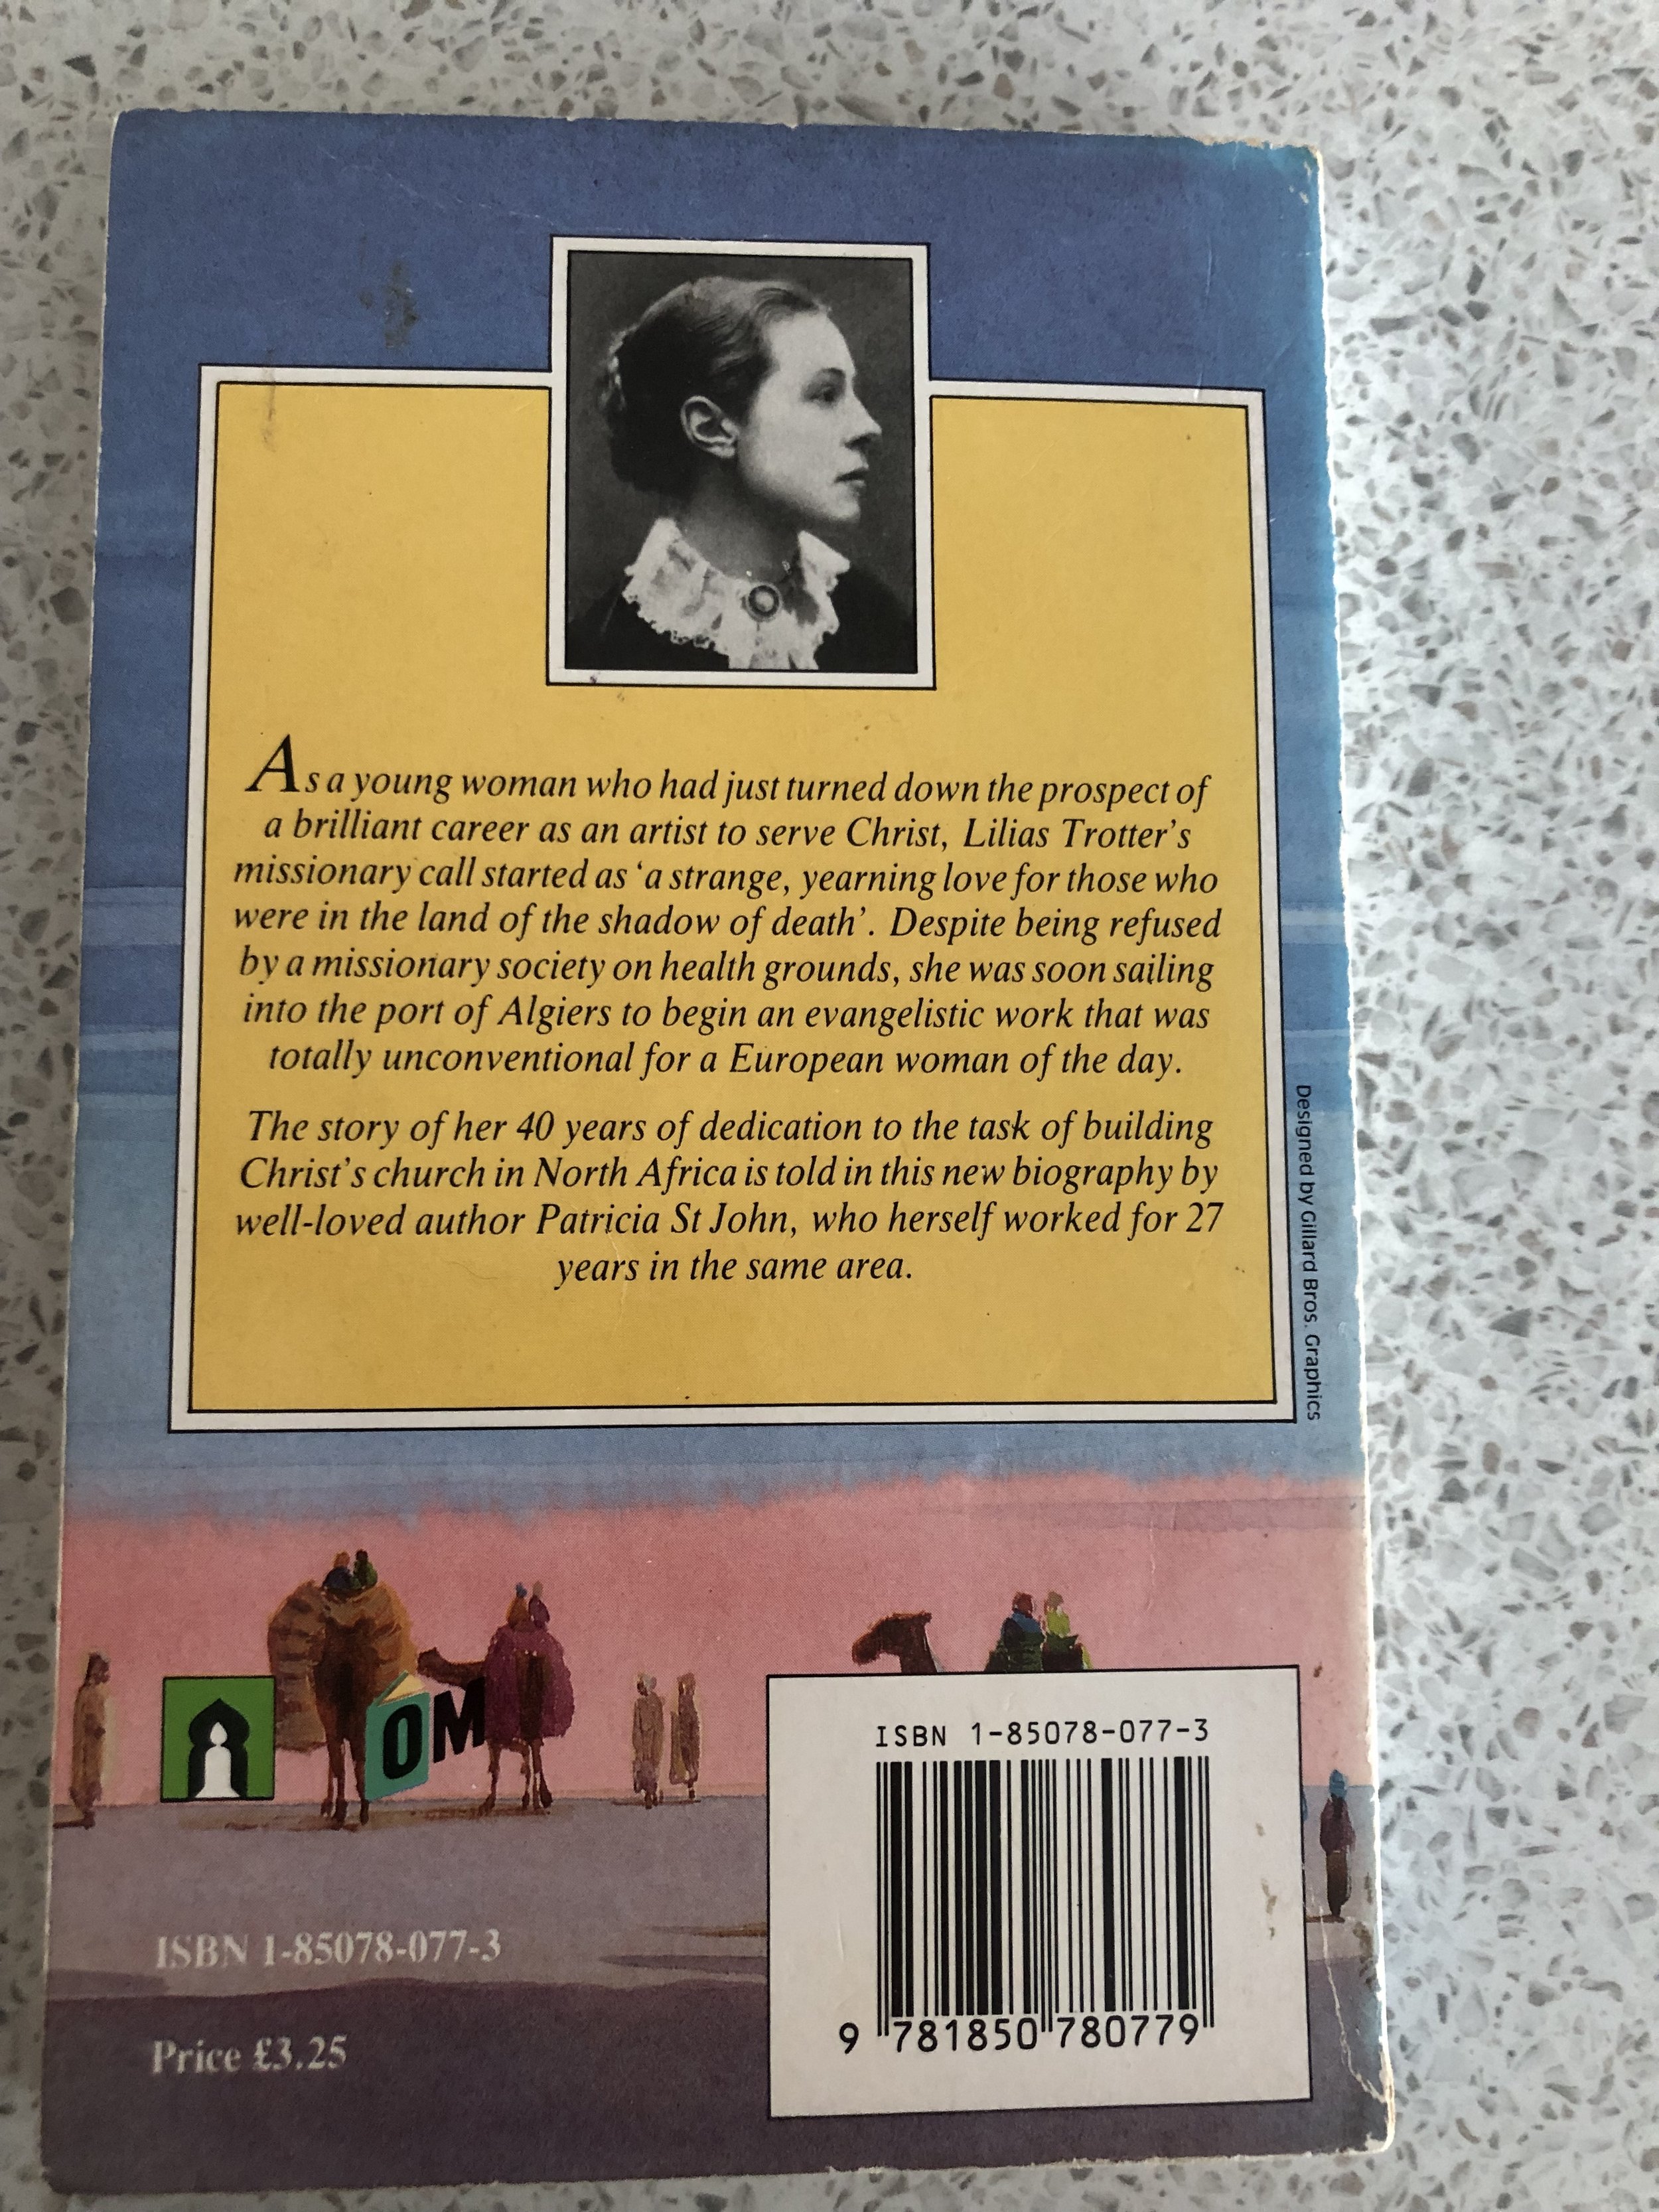 As a young woman who had just turned down the prospect of
a brilliant career as an artist to serve Christ, Lilias Trotter's
missionary call started as 'a strange, yearning love for those who
were in the land of the shadow of death'. Despite being refused
by a missionary society on health grounds, she was soon sailing
into the port of Algiers to begin an evangelistic work that was
totally unconventional for a European woman of the day.
The story of her 40 years of dedication to the task of building
Christ's church in North Africa is told in this new biography by
well-loved author Patricia St John, who herself worked for 27
years in the same area.
Designed by Gillard Bros. Graphics
OM
ISBN 1-85078-077-3
Price £3.25
ISBN 1-85078-077-3
9 781850 780779